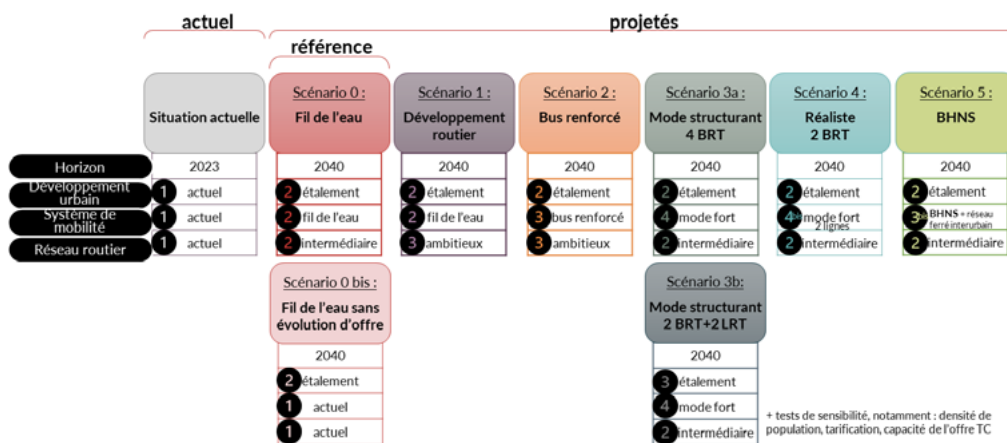 actuel
projetés
référence
Situation actuelle
Scénario 0 :
Fil de l'eau
Scénario 1 :
Développement
routier
Scénario 2 :
Bus renforcé
Scénario 3a :
Mode structurant
4 BRT
Scénario 4 :
Réaliste
2 BRT
Scénario 5 :
BHNS
Horizon
2023
2040
2040
2040
2040
2040
2040
Développement
urbain
1 actuel
2 étalement
2 étalement
2 étalement
2 étalement
2 étalement
2 étalement
Système de
mobilité
1 actuel
2 fil de l'eau
2 fil de l'eau
3 bus renforcé
4 mode fort
4 mode fort
2 lignes
3 BHNS + réseau
ferré interurbain
Réseau routier
1 actuel
2 intermédiaire
3 ambitieux
3 ambitieux
2 intermédiaire
2 intermédiaire
2 intermédiaire
Scénario 0 bis :
Fil de l'eau sans
évolution d'offre
2040
2 étalement
1 actuel
1 actuel
Scénario 3b:
Mode structurant
2 BRT+2 LRT
2040
3 étalement
4 mode fort
2 intermédiaire
+ tests de sensibilité, notamment : densité de
population, tarification, capacité de l'offre TC